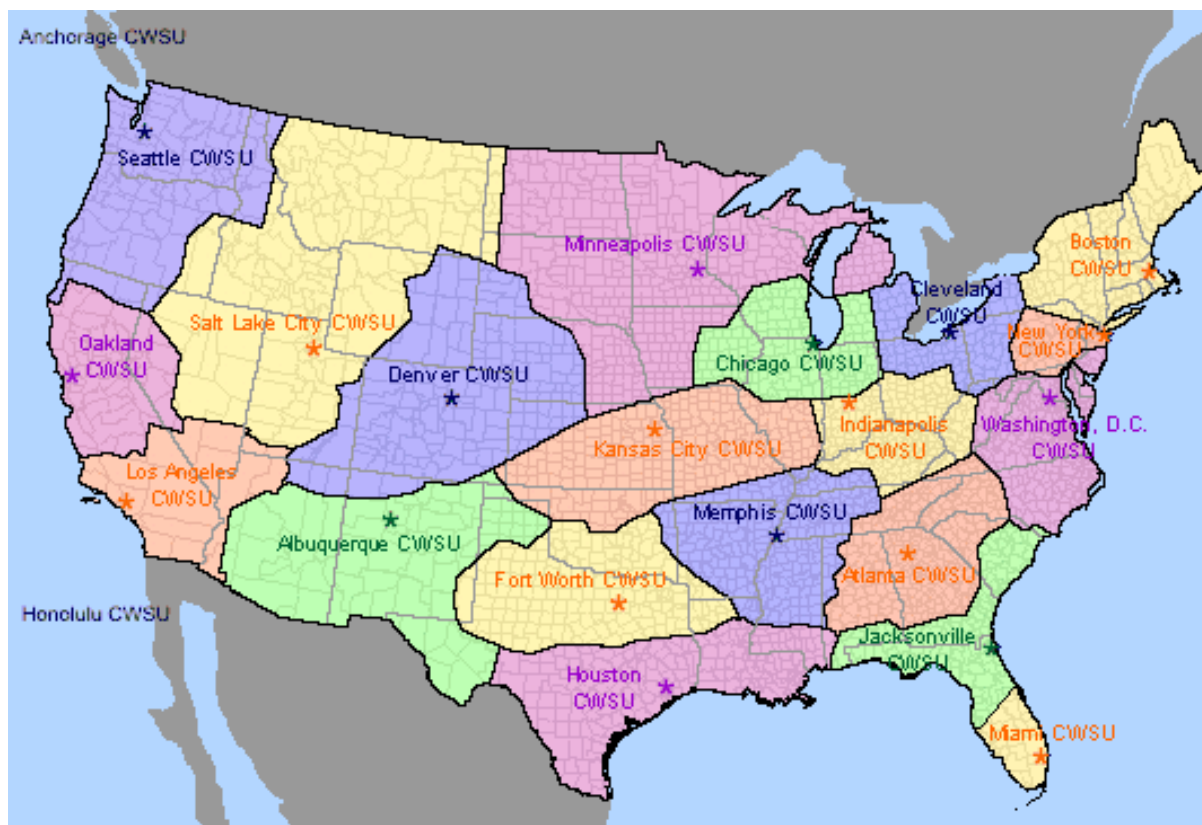 Anchorage CWSU
Seattle CWSU
Minneapolis CWSU
Boston
CWSU
Cleveland
CWSU
Salt Lake City CWSU
New York
CWSU
Oakland
CWSU
Chicago CWSU
Denver CWSU
Indianapolis
CWSU
Washington, D.C.
CWSU
Kansas City CWSU
Los Angeles
CWSU
Memphis CWSU
Albuquerque CWSU
Fort Worth CWSU
Atlanta CWSU
Honolulu CWSU
Jacksonville
CWSU
Houston
CWSU
Miami CWSU